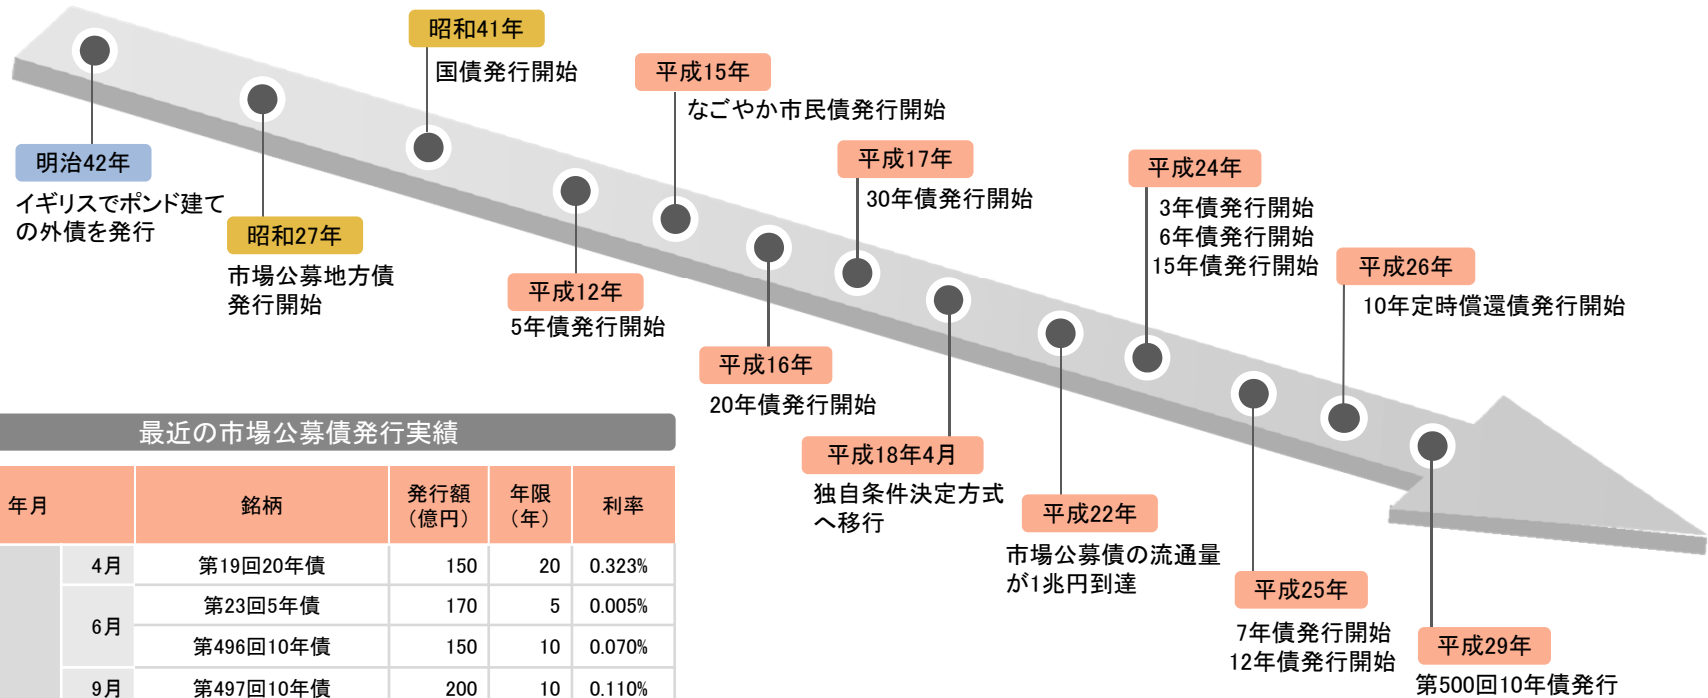 明治42年
イギリスでポンド建て
の外債を発行
昭和27年
市場公募地方債
発行開始
昭和41年
国債発行開始
平成12年
5年債発行開始
平成15年
なごやか市民債発行開始
平成16年
20年債発行開始
平成17年
30年債発行開始
平成18年4月
独自条件決定方式
へ移行
平成22年
市場公募債の流通量
が1兆円到達
平成24年
3年債発行開始
6年債発行開始
15年債発行開始
平成25年
7年債発行開始
12年債発行開始
平成26年
10年定時償還債発行開始
平成29年
第500回10年債発行
最近の市場公募債発行実績
年月 銘柄 発行額（億円） 年限（年） 利率
4月 第19回20年債 150 20 0.323%
6月 第23回5年債 170 5 0.005%
第496回10年債 150 10 0.070%
9月 第497回10年債 200 10 0.110%